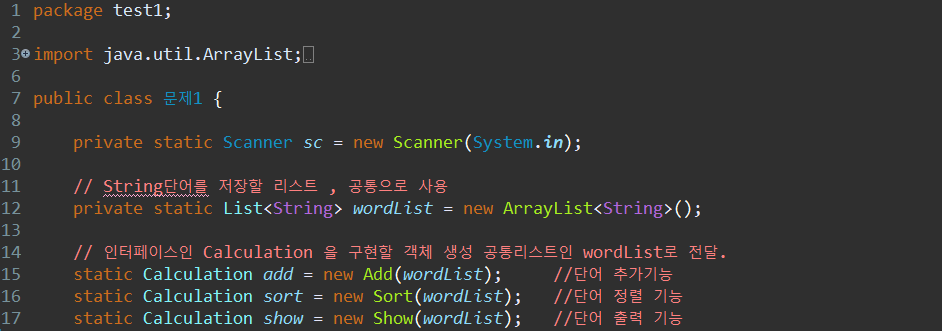 1 package test1;
2
3 import java.util.ArrayList;
6
7 public class 문제1 {
8
9 private static Scanner sc = new Scanner(System.in);
10
11 // String단어를 저장할 리스트 , 공통으로 사용
12 private static List<String> wordList = new ArrayList<String>();
13
14 // 인터페이스인 Calculation 을 구현할 객체 생성 공통리스트인 wordList로 전달.
15 static Calculation add = new Add(wordList); //단어 추가기능
16 static Calculation sort = new Sort(wordList); //단어 정렬 기능
17 static Calculation show = new Show(wordList); //단어 출력 기능